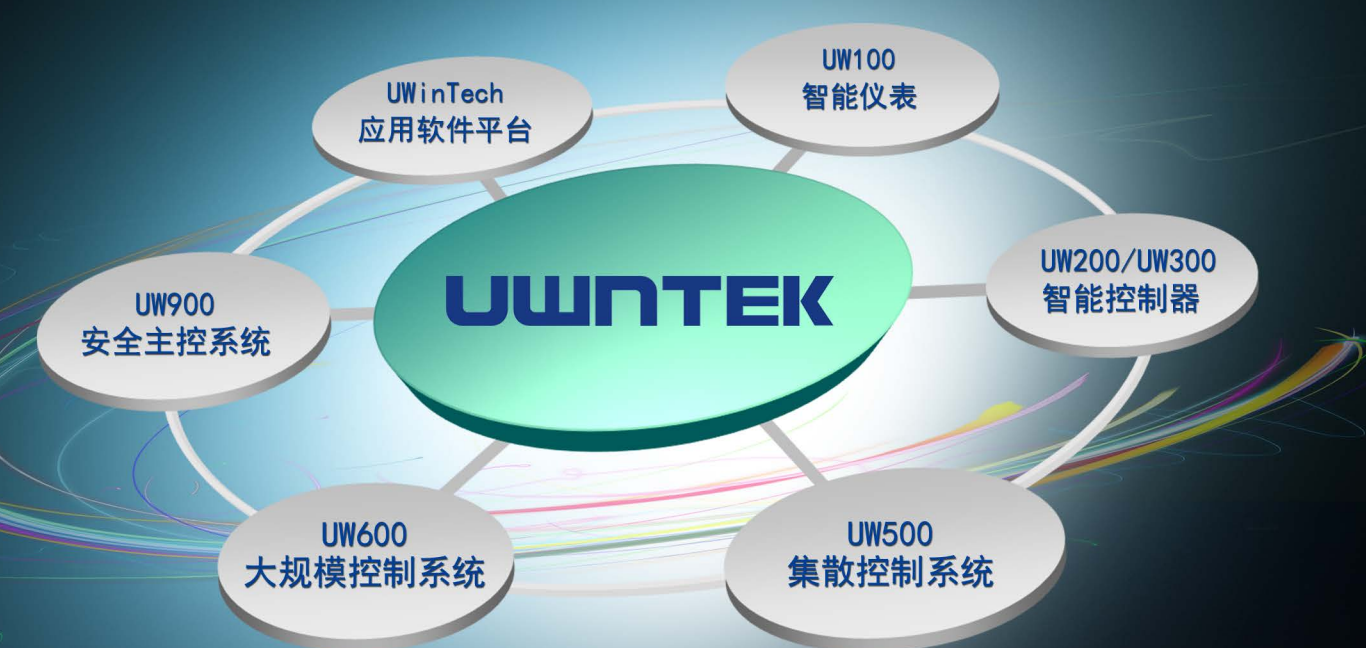 UWinTech
应用软件平台
UW100
智能仪表
UW200/UW300
智能控制器
UWNTEK
UW900
安全主控系统
UW600
大规模控制系统
UW500
集散控制系统